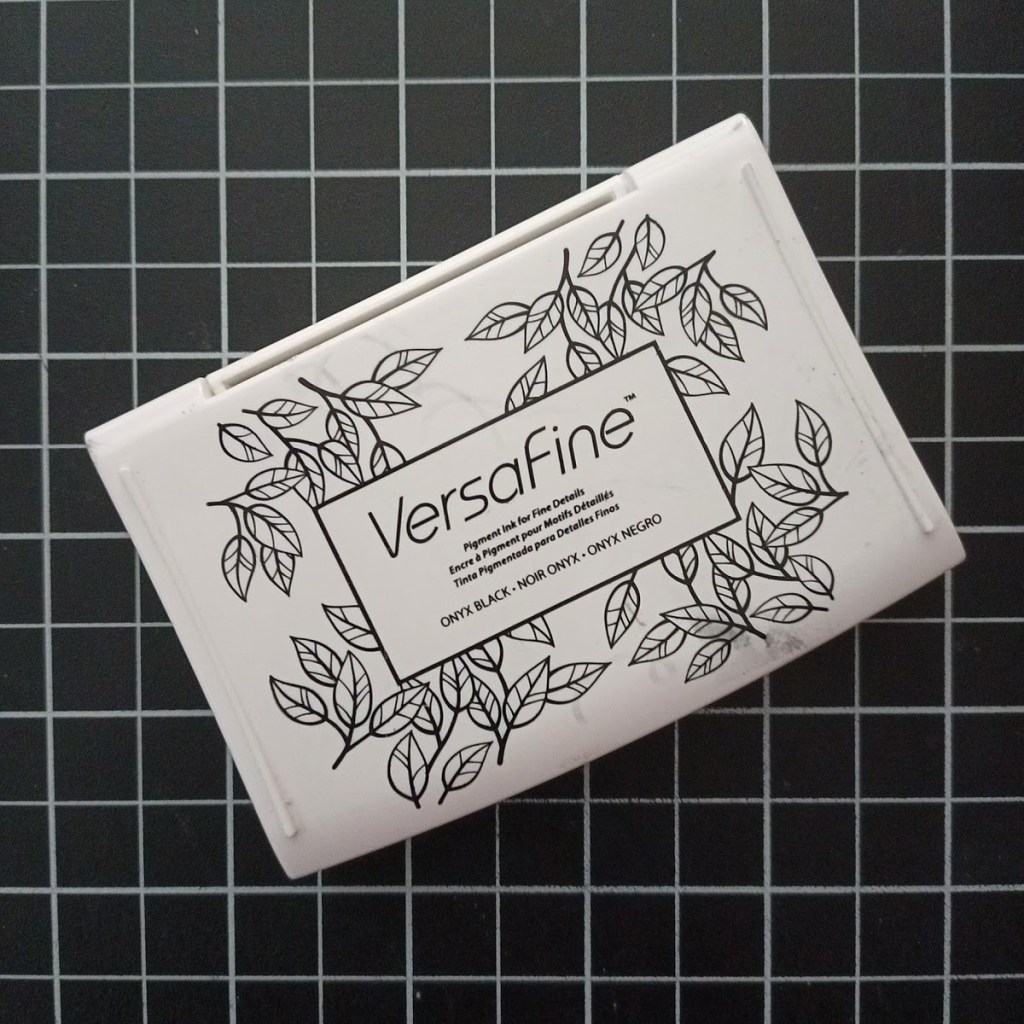 VersaFine™
Pigment Ink for Fine Details
Encre à Pigment pour Motifs Détaillés
Tinta Pigmentada para Detalles Finos
ONYX BLACK • NOIR ONYX • ONYX NEGRO